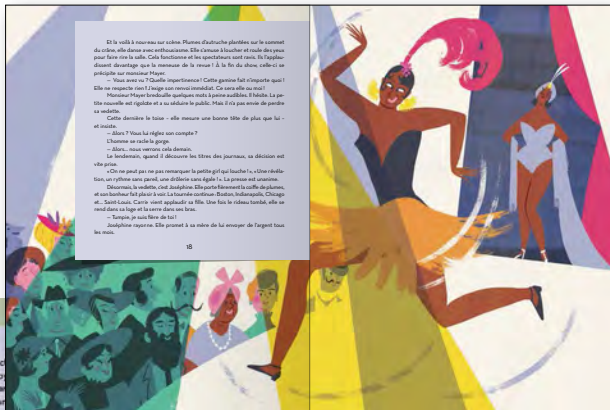 Et la voilà à nouveau sur scène. Plumes d'autruche plantées sur le sommet
du crâne, elle danse avec enthousiasme. Elle s'amuse à loucher et roule des yeux
pour faire rire la salle. Cela fonctionne et les spectateurs sont ravis. Ils l'applau-
dissent davantage que la meneuse de la revue ! À la fin du show, celle-ci se
précipite sur monsieur Mayer.
– Vous avez vu ? Quelle impertinence ! Cette gamine fait n'importe quoi !
Elle ne respecte rien ! J'exige son renvoi immédiat. Ce sera elle ou moi !
Monsieur Mayer bredouille quelques mots à peine audibles. Il hésite. La pe-
tite nouvelle est rigolote et a su séduire le public. Mais il n'a pas envie de perdre
sa vedette.
Cette dernière le toise – elle mesure une bonne tête de plus que lui –
et insiste.
– Alors ? Vous lui réglez son compte ?
L'homme se racle la gorge.
– Alors... nous verrons cela demain.
Le lendemain, quand il découvre les titres des journaux, sa décision est
vite prise.
« On ne peut pas ne pas remarquer la petite girl qui louche ! », « Une révéla-
tion, un rythme sans pareil, une drôlerie sans égale ! ». La presse est unanime.
Désormais, la vedette, c'est Joséphine. Elle porte fièrement la coiffe de plumes,
et son bonheur fait plaisir à voir. La tournée continue : Boston, Indianapolis, Chicago
et... Saint-Louis. Carrie vient applaudir sa fille. Une fois le rideau tombé, elle se
rend dans sa loge et la serre dans ses bras.
– Tumpie, je suis fière de toi !
Joséphine rayonne. Elle promet à sa mère de lui envoyer de l'argent tous
les mois.
18